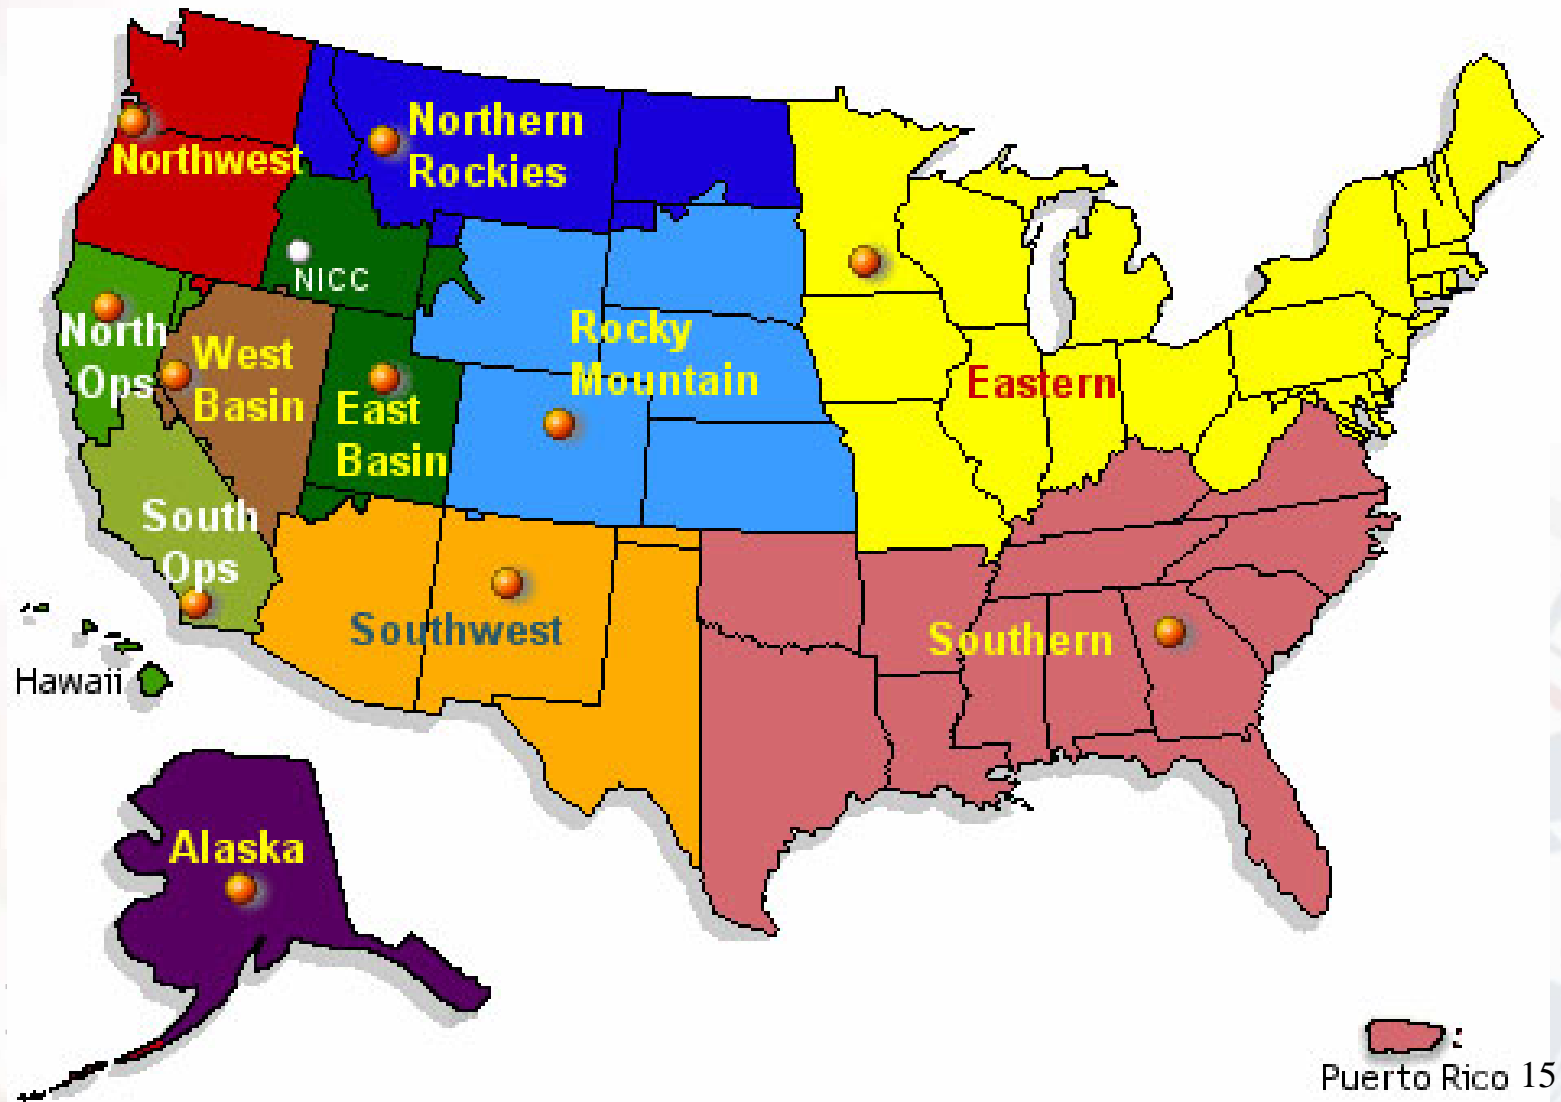 Northern
Rockies
Northwest
NICC
North
Ops
West
Basin
East
Basin
Rocky
Mountain
Eastern
South
Ops
Southwest
Southern
Hawaii
Alaska
Puerto Rico 15